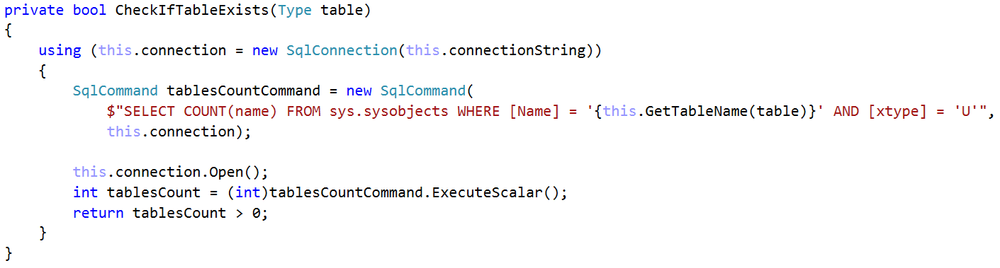 private bool CheckIfTableExists(Type table)
{
    using (this.connection = new SqlConnection(this.connectionString))
    {
        SqlCommand tablesCountCommand = new SqlCommand(
            $"SELECT COUNT(name) FROM sys.sysobjects WHERE [Name] = '{this.GetTableName(table)}' AND [xtype] = 'U'",
            this.connection);

        this.connection.Open();
        int tablesCount = (int)tablesCountCommand.ExecuteScalar();
        return tablesCount > 0;
    }
}